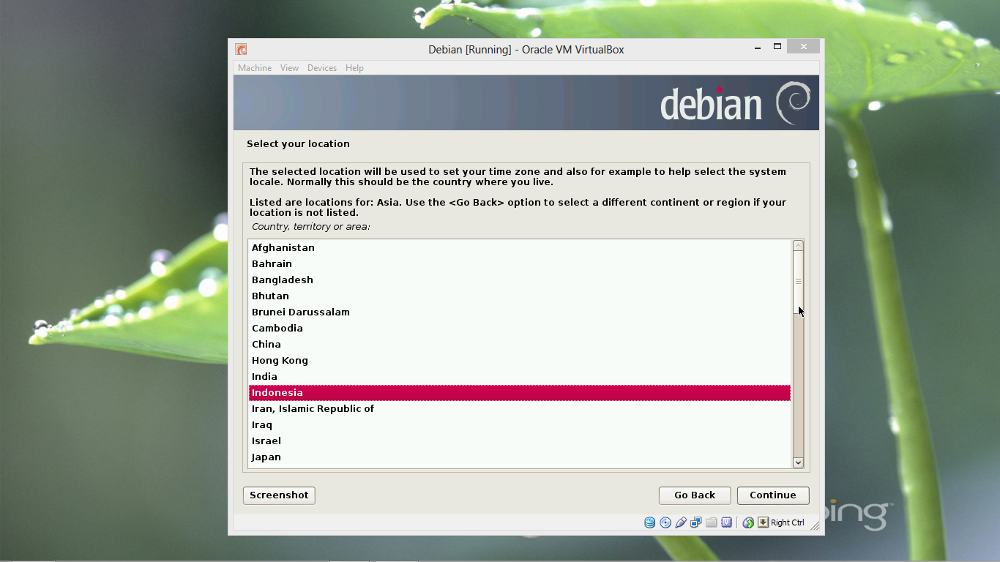 Debian [Running] - Oracle VM VirtualBox
Machine View Devices Help
debian
Select your location
The selected location will be used to set your time zone and also for example to help select the system
locale. Normally this should be the country where you live.
Listed are locations for: Asia. Use the <Go Back> option to select a different continent or region if your
location is not listed.
Country, territory or area:
Afghanistan
Bahrain
Bangladesh
Bhutan
Brunei Darussalam
Cambodia
China
Hong Kong
India
Indonesia
Iran, Islamic Republic of
Iraq
Israel
Japan
Screenshot Go Back Continue
Right Ctrl